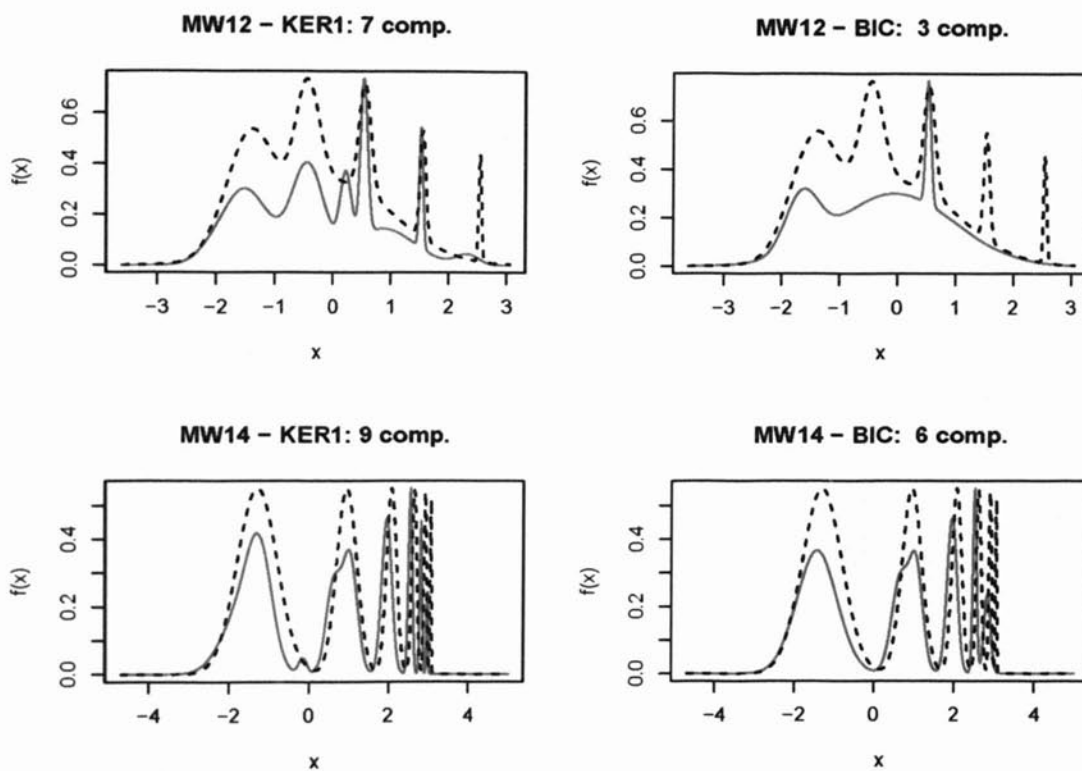 MW12 − KER1: 7 comp.
f(x)
0.6
0.4
0.2
0.0
−3 −2 −1 0 1 2 3
x
MW12 − BIC: 3 comp.
f(x)
0.6
0.4
0.2
0.0
−3 −2 −1 0 1 2 3
x
MW14 − KER1: 9 comp.
f(x)
0.4
0.2
0.0
−4 −2 0 2 4
x
MW14 − BIC: 6 comp.
f(x)
0.4
0.2
0.0
−4 −2 0 2 4
x